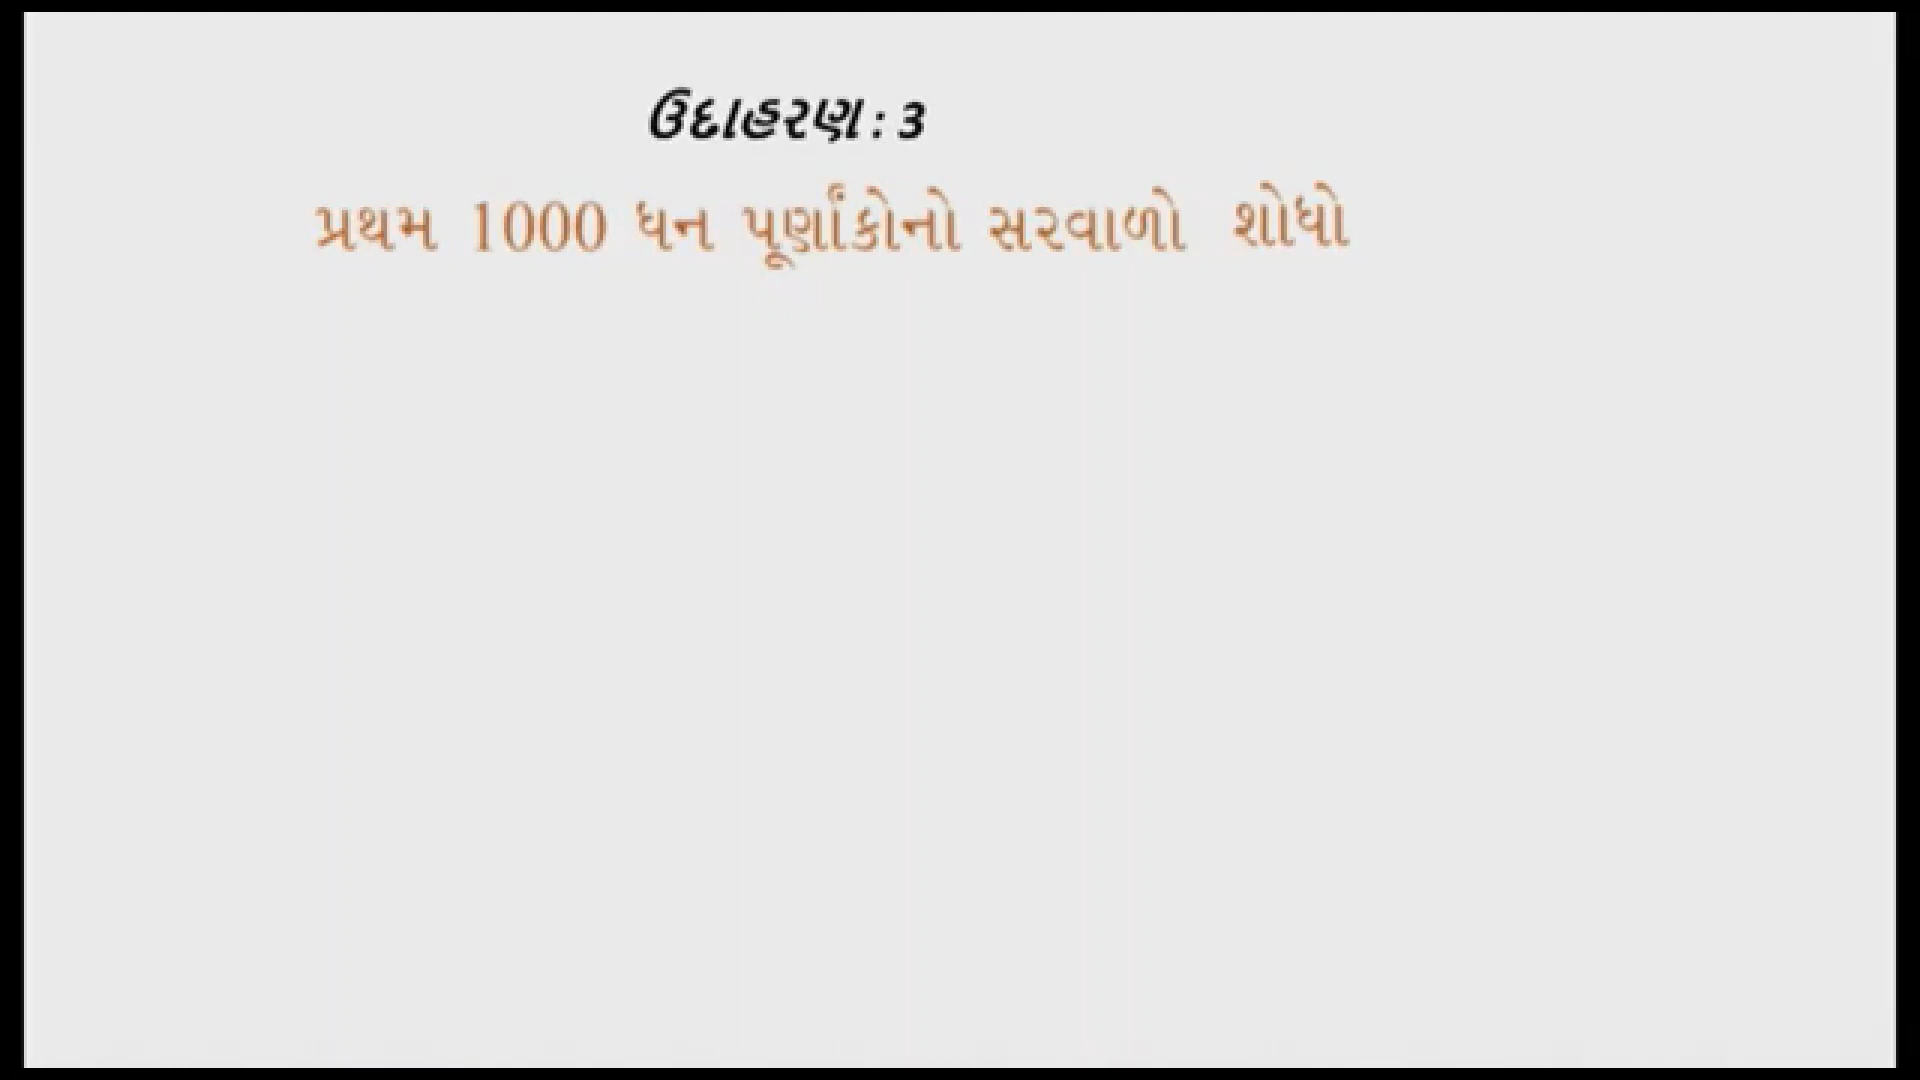 ઉદાહરણ : 3
પ્રથમ 1000 ધન પૂર્ણાંકોનો સરવાળો શોધો